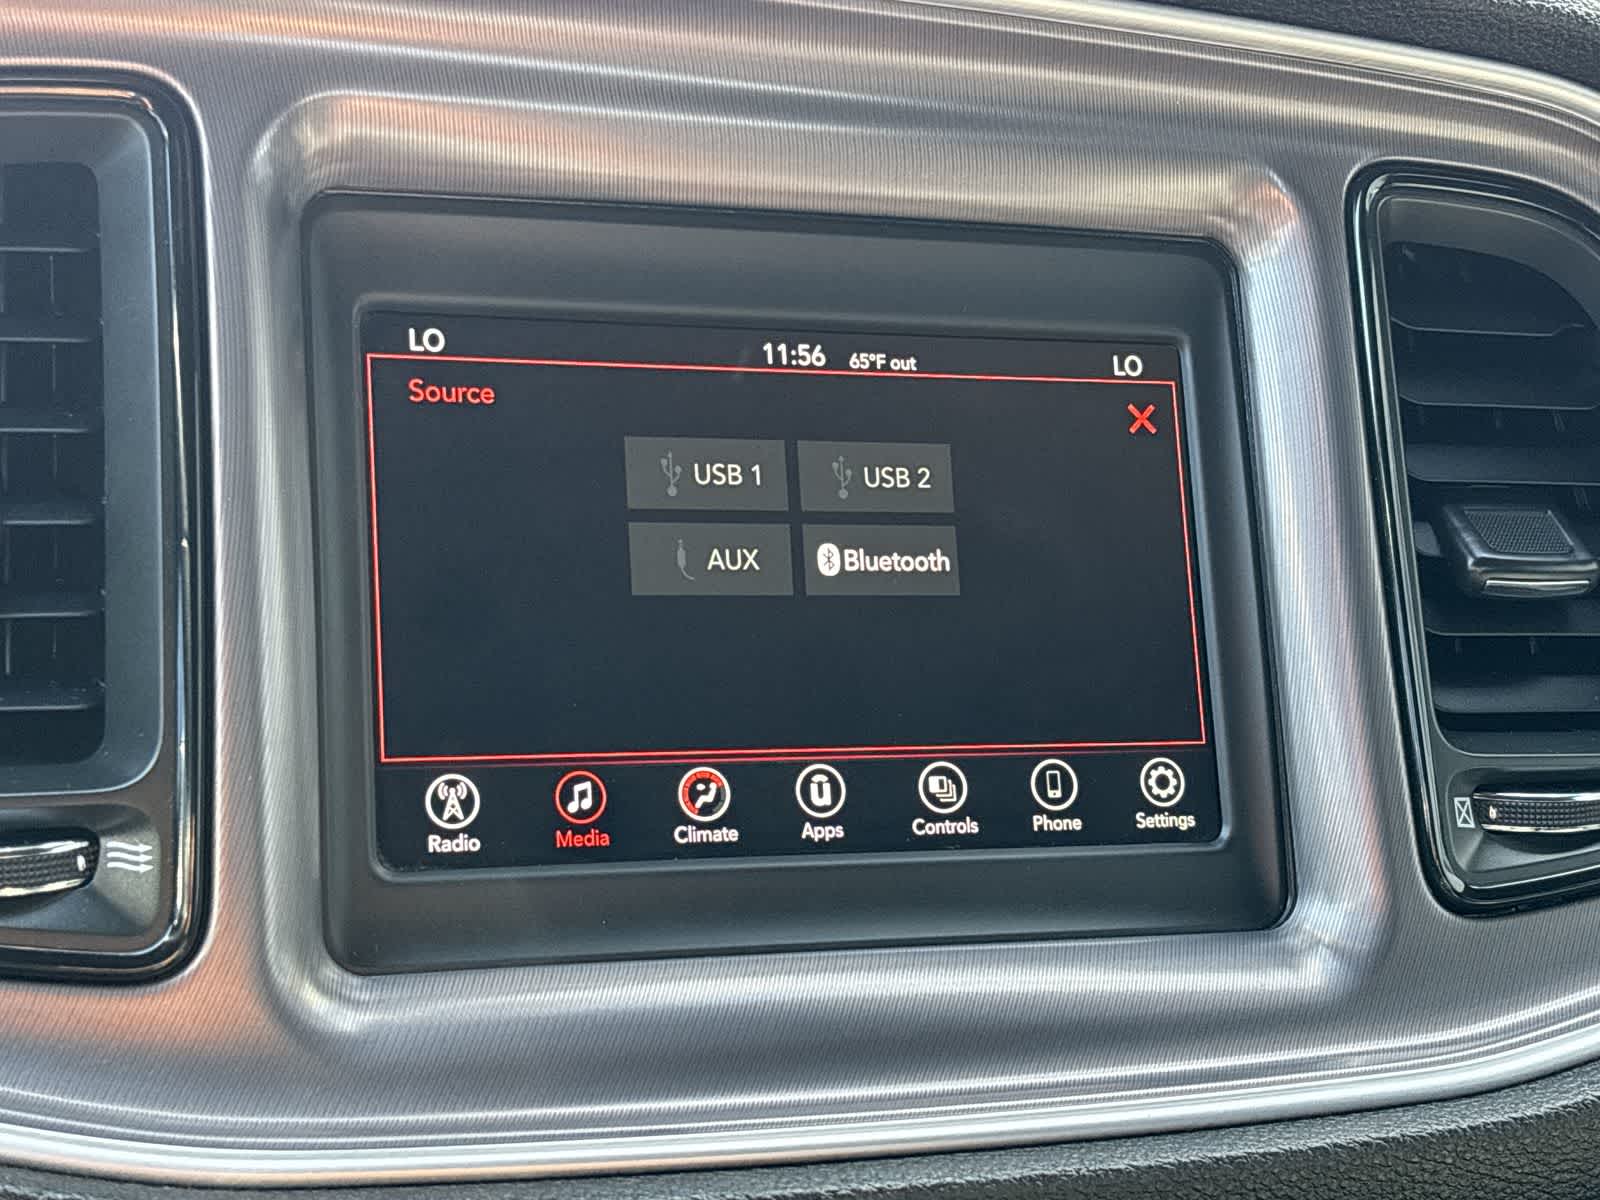 LO 11:56 65°F out LO
Source
USB 1 USB 2
AUX Bluetooth
Radio Media Climate Apps Controls Phone Settings